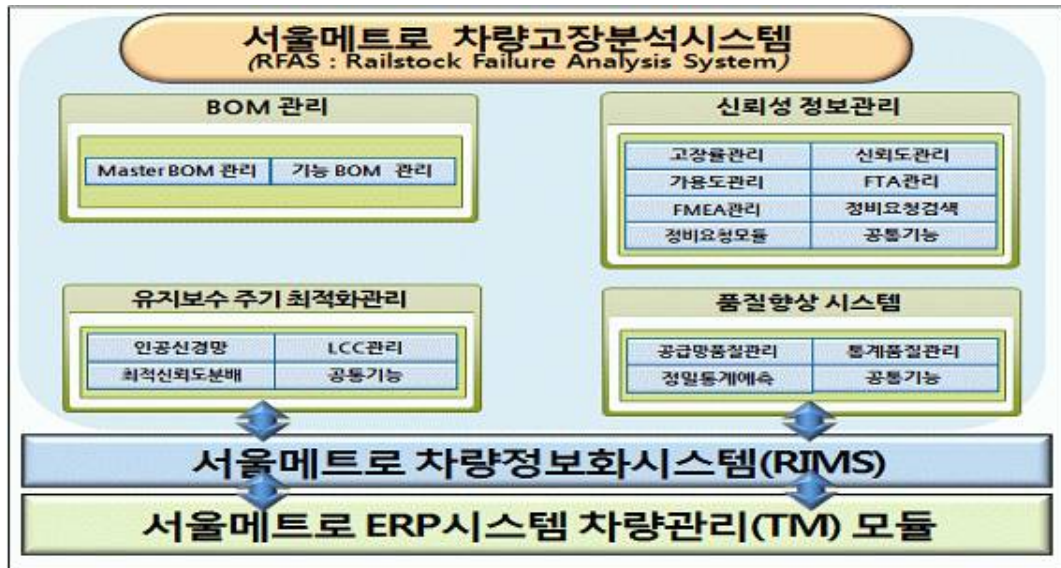 서울메트로 차량고장분석시스템
(RFAS : Railstock Failure Analysis System)
BOM 관리
Master BOM 관리 기능 BOM 관리
신뢰성 정보관리
고장률관리 신뢰도관리
가용도관리 FTA관리
FMEA관리 정비요청검색
정비요청모듈 공통기능
유지보수 주기 최적화관리
인공신경망 LCC관리
최적신뢰도분배 공통기능
품질향상 시스템
공급망품질관리 통계품질관리
정밀통계예측 공통기능
서울메트로 차량정보화시스템(RIMS)
서울메트로 ERP시스템 차량관리(TM) 모듈